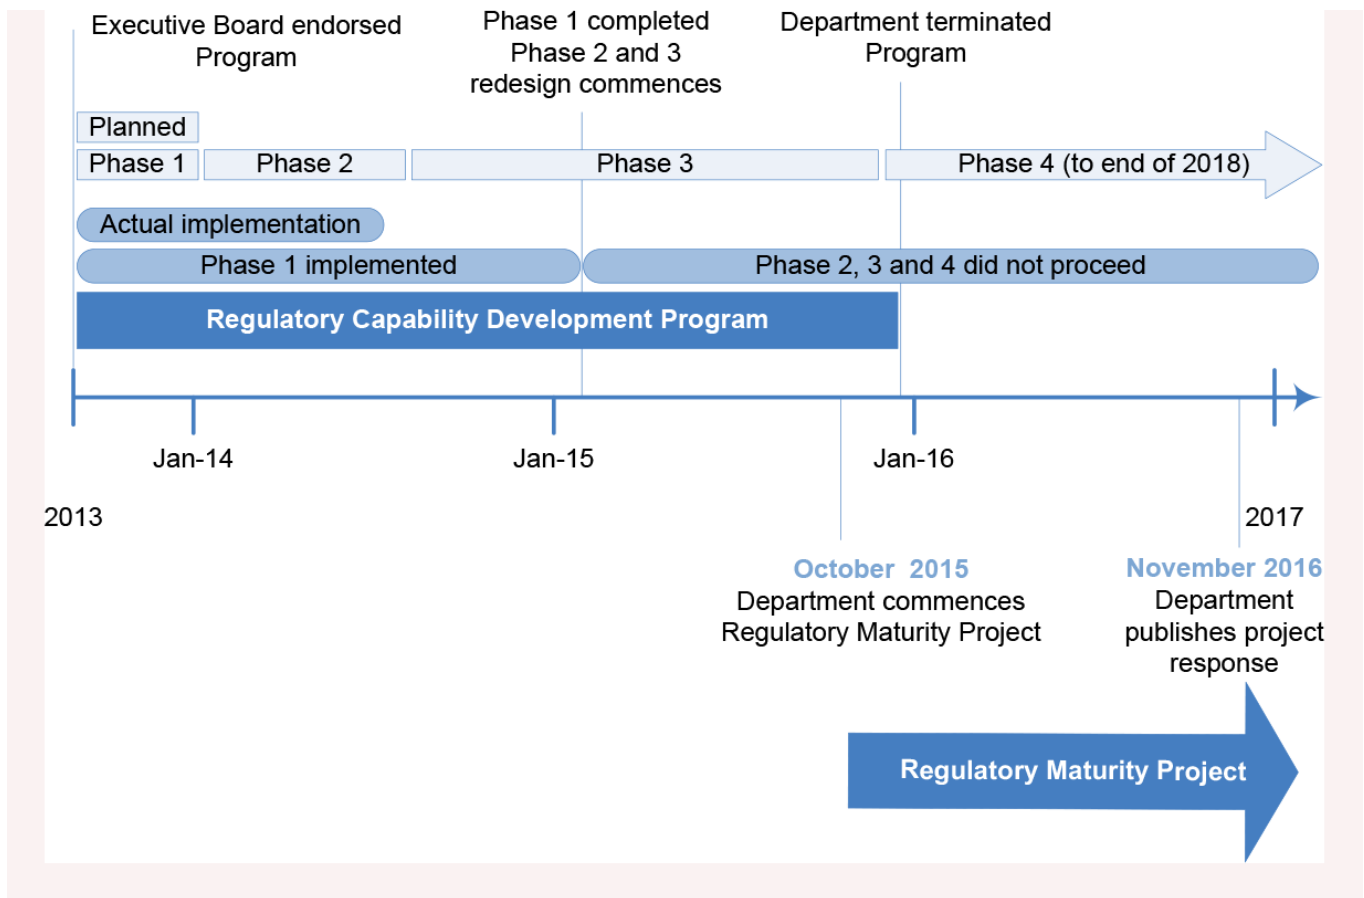 Executive Board endorsed
Program
Phase 1 completed
Phase 2 and 3
redesign commences
Department terminated
Program
Planned
Phase 1
Phase 2
Phase 3
Phase 4 (to end of 2018)
Actual implementation
Phase 1 implemented
Phase 2, 3 and 4 did not proceed
Regulatory Capability Development Program
Jan-14
Jan-15
Jan-16
2013
2017
October  2015
Department commences
Regulatory Maturity Project
November 2016
Department
publishes project
response
Regulatory Maturity Project